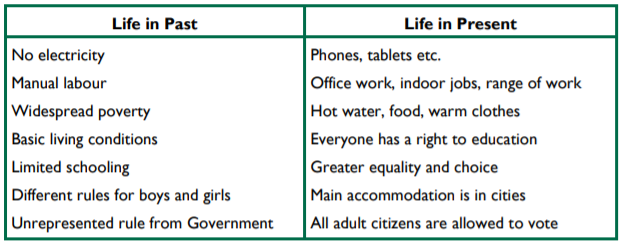 Life in Past Life in Present
No electricity Phones, tablets etc.
Manual labour Office work, indoor jobs, range of work
Widespread poverty Hot water, food, warm clothes
Basic living conditions Everyone has a right to education
Limited schooling Greater equality and choice
Different rules for boys and girls Main accommodation is in cities
Unrepresented rule from Government All adult citizens are allowed to vote